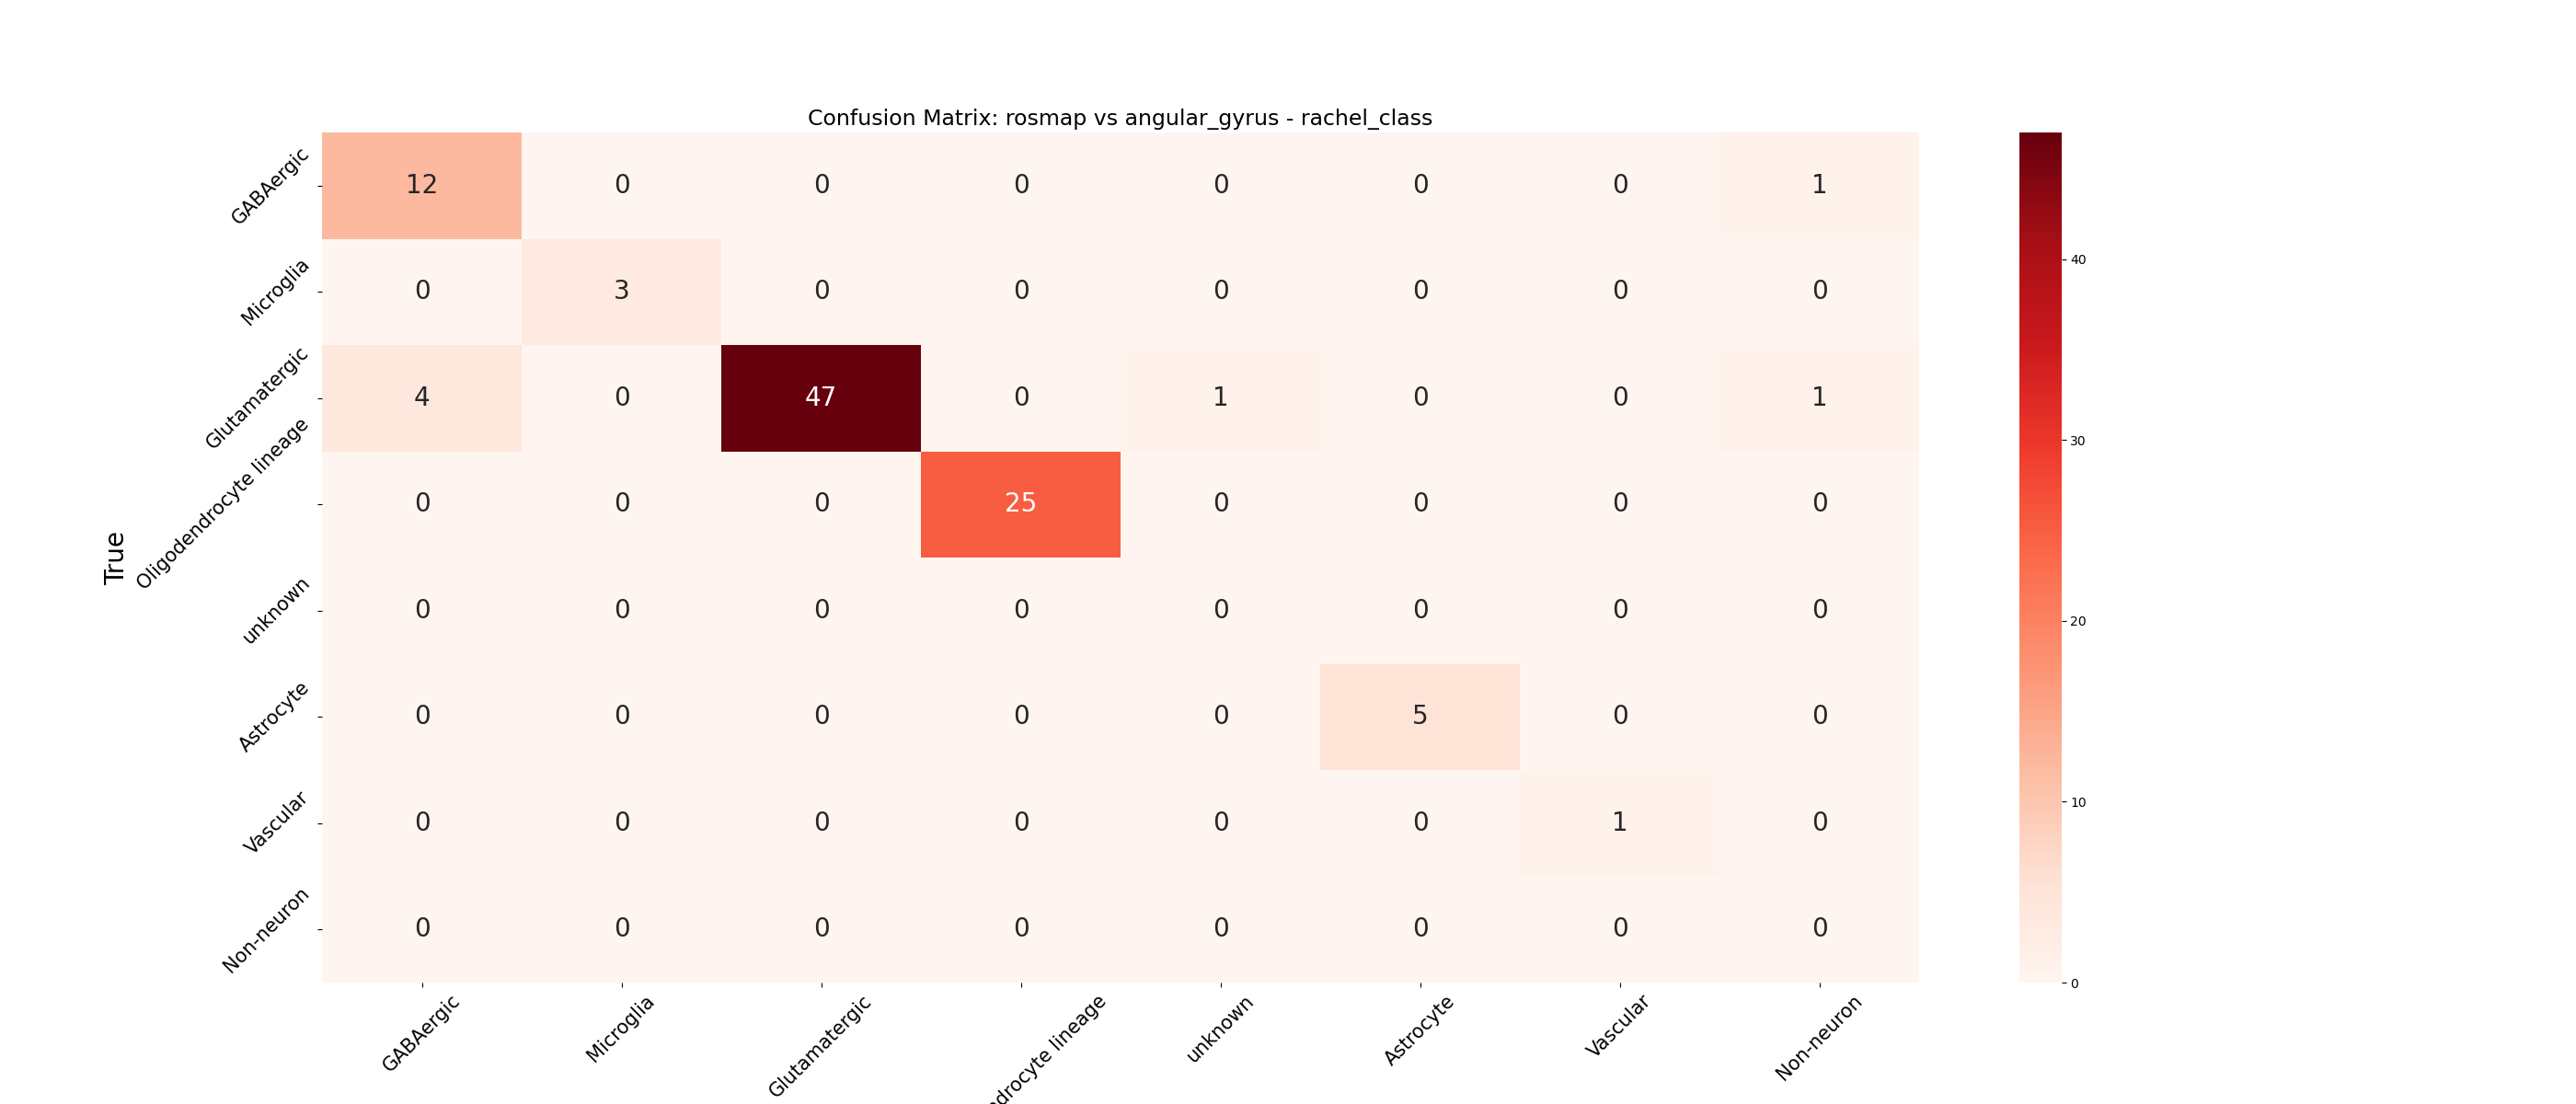 Confusion Matrix: rosmap vs angular_gyrus - rachel_class
True
GABAergic 12 0 0 0 0 0 0 1
Microglia 0 3 0 0 0 0 0 0
Glutamatergic 4 0 47 0 1 0 0 1
Oligodendrocyte lineage 0 0 0 25 0 0 0 0
unknown 0 0 0 0 0 0 0 0
Astrocyte 0 0 0 0 0 5 0 0
Vascular 0 0 0 0 0 0 1 0
Non-neuron 0 0 0 0 0 0 0 0
GABAergic Microglia Glutamatergic lineage unknown Astrocyte Vascular Non-neuron
40
30
20
10
0